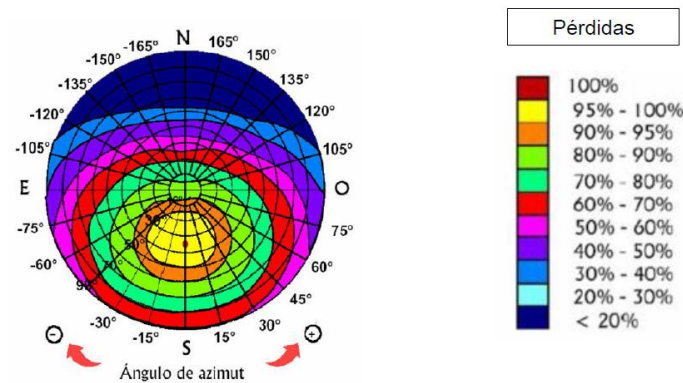 Pérdidas
N
-165° 165°
-150° 150°
-135° 135°
-120° 120°
-105° 105°
E O
-75° 75°
-60° 60°
45°
-30° 30°
-15° 15°
S
- +
Ángulo de azimut
100%
95% - 100%
90% - 95%
80% - 90%
70% - 80%
60% - 70%
50% - 60%
40% - 50%
30% - 40%
20% - 30%
< 20%